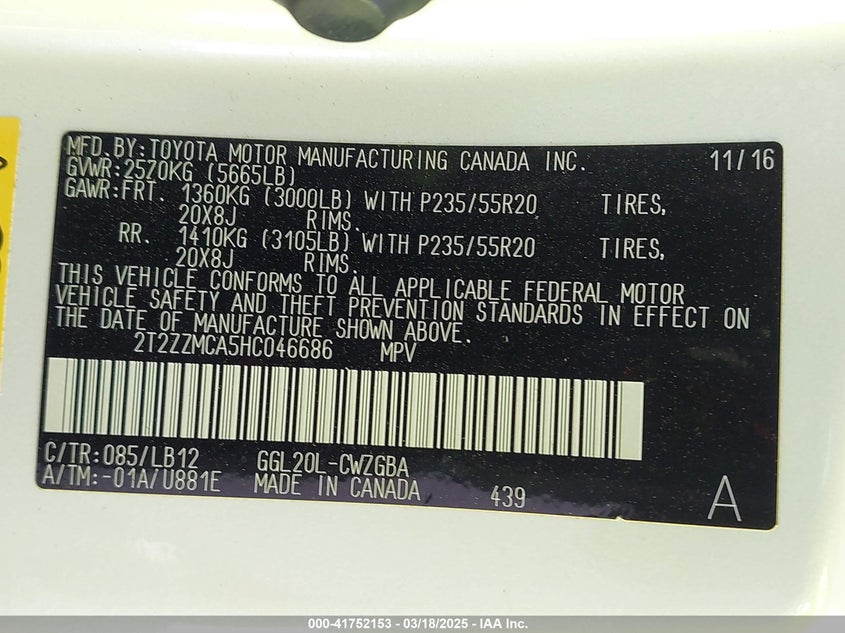 MFD.BY:TOYOTA MOTOR MANUFACTURING CANADA INC. 11/16
GVWR:2570KG (5665LB)
GAWR:FRT. 1360KG (3000LB) WITH P235/55R20 TIRES,
20X8J RIMS.
RR. 1410KG (3105LB) WITH P235/55R20 TIRES,
20X8J RIMS.
THIS VEHICLE CONFORMS TO ALL APPLICABLE FEDERAL MOTOR
VEHICLE SAFETY AND THEFT PREVENTION STANDARDS IN EFFECT ON
THE DATE OF MANUFACTURE SHOWN ABOVE.
2T2ZZMCA5HC046686 MPV
C/TR:085/LB12 GGL20L-CWZGBA
A/TM:-01A/U881E MADE IN CANADA 439 A
000-41752153 - 03/18/2025 - IAA Inc.